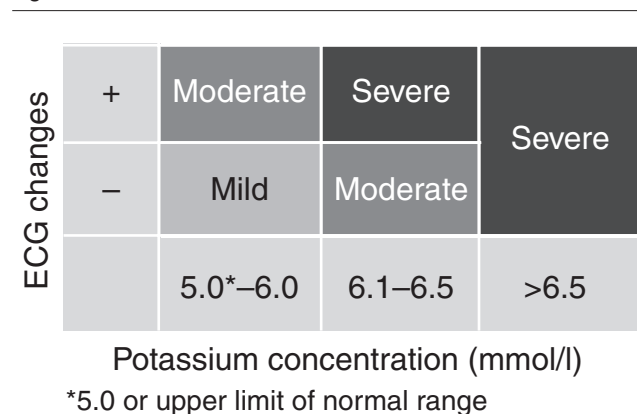 ECG changes
+ Moderate Severe Severe
– Mild Moderate
5.0*–6.0 6.1–6.5 >6.5
Potassium concentration (mmol/l)
*5.0 or upper limit of normal range